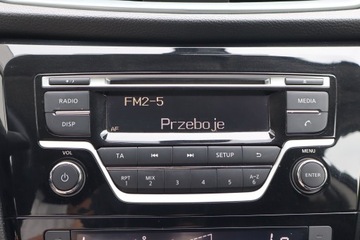 FM2-5
Przeboje
AF
RADIO
MEDIA
DISP
VOL
TA
SETUP
MENU
RPT
1
MIX
2
3
4
5
A-Z
6
ENTER